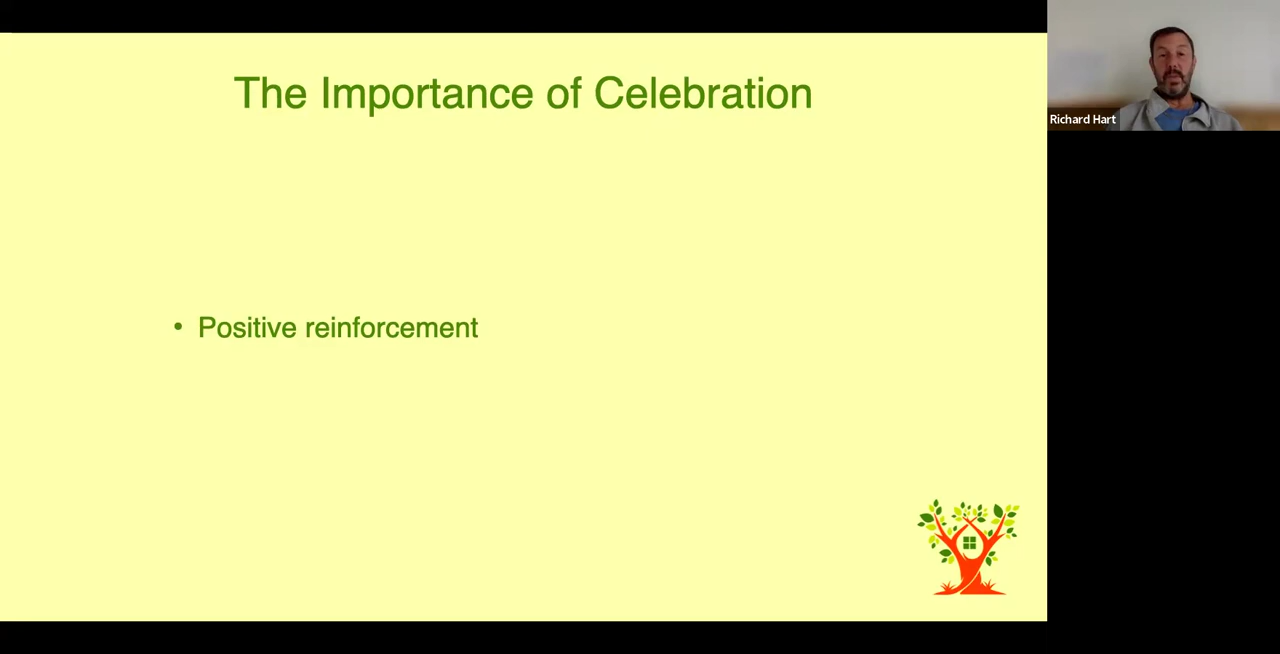 The Importance of Celebration
Richard Hart
• Positive reinforcement